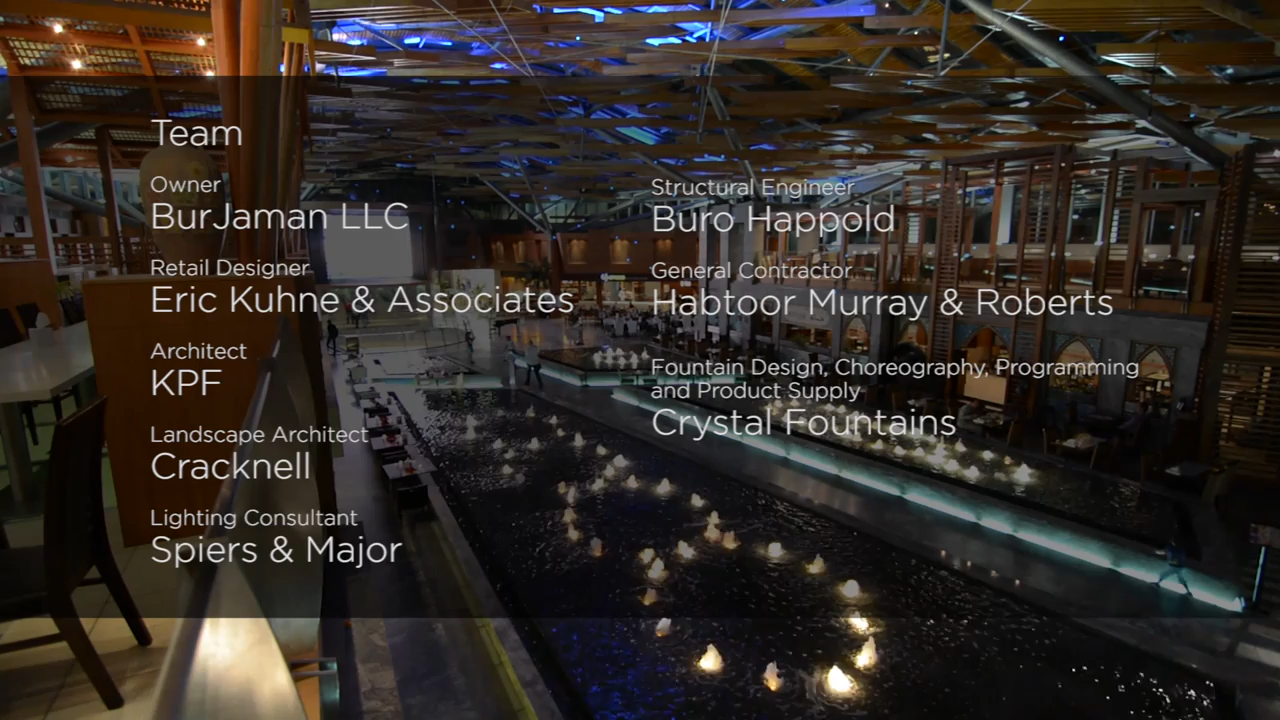 Team
Owner
BurJaman LLC
Retail Designer
Eric Kuhne & Associates
Architect
KPF
Landscape Architect
Cracknell
Lighting Consultant
Spiers & Major
Structural Engineer
Buro Happold
General Contractor
Habtoor Murray & Roberts
Fountain Design, Choreography, Programming
and Product Supply
Crystal Fountains